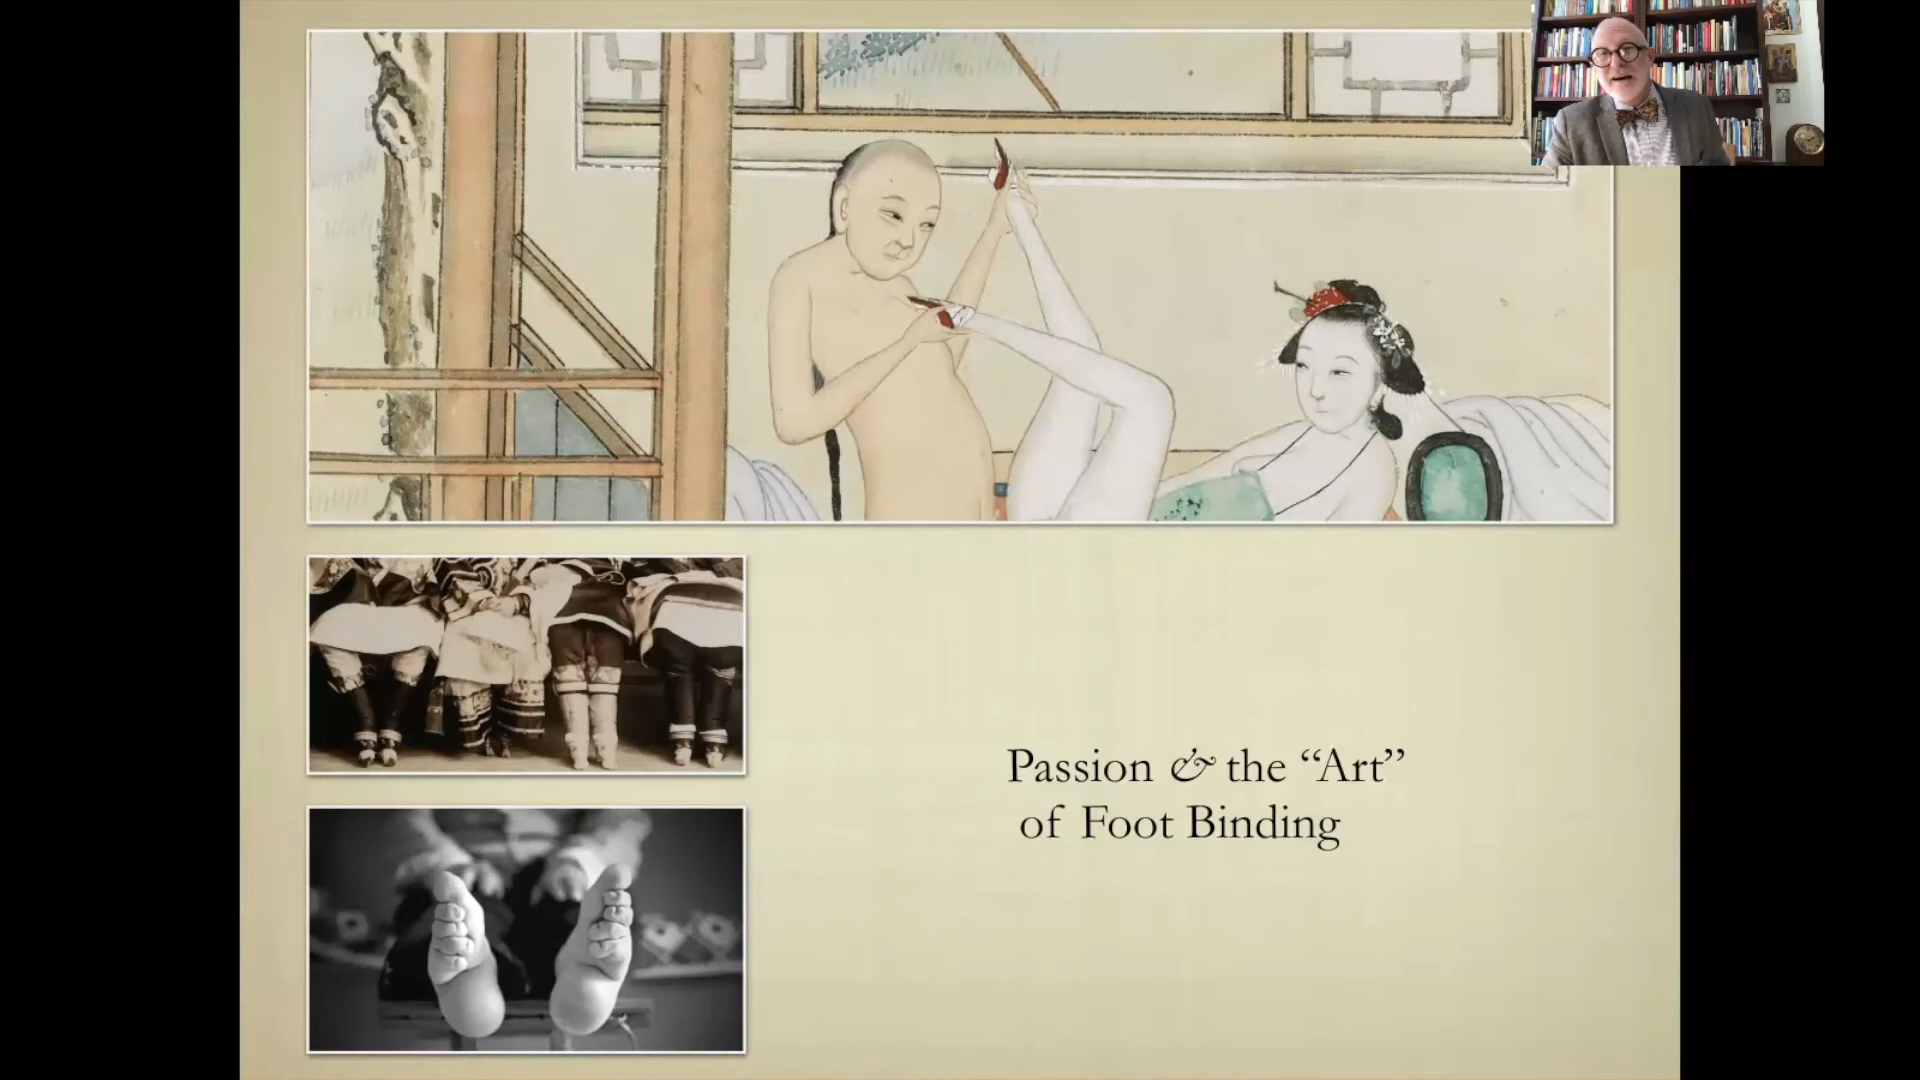 Passion & the “Art”
of Foot Binding